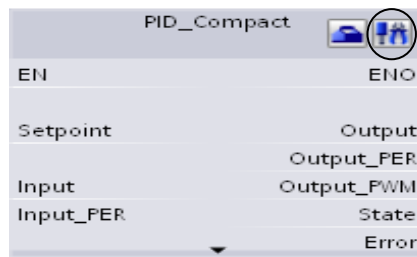 PID_Compact
EN ENO
Setpoint Output
Output_PER
Input Output_PWM
Input_PER State
Error